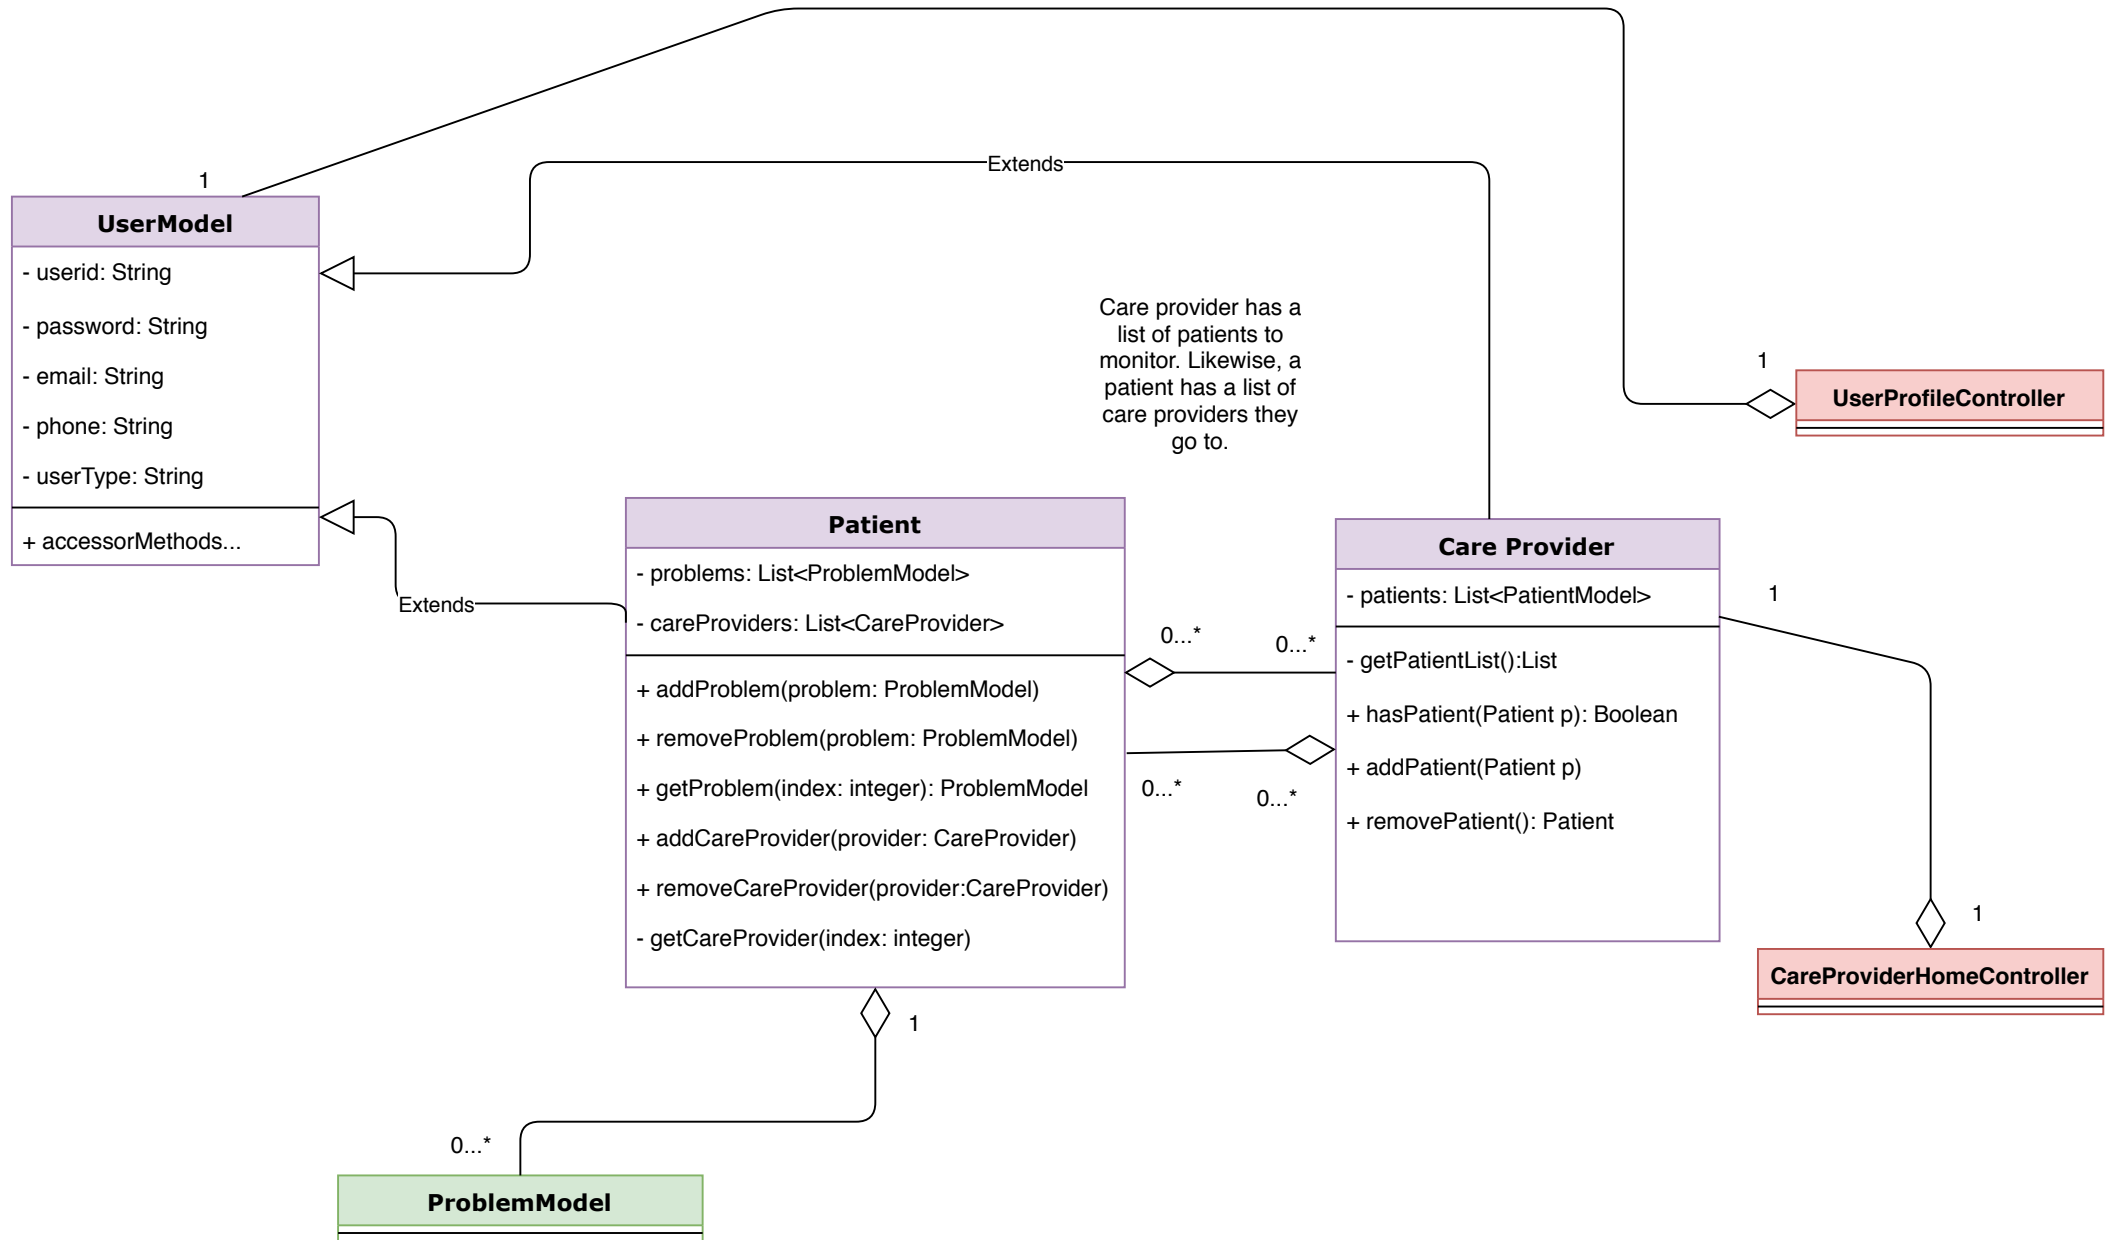 1
Extends
UserModel
- userid: String
- password: String
- email: String
- phone: String
- userType: String
+ accessorMethods...
Care provider has a
list of patients to
monitor. Likewise, a
patient has a list of
care providers they
go to.
1
UserProfileController
Extends
Patient
- problems: List<ProblemModel>
- careProviders: List<CareProvider>
+ addProblem(problem: ProblemModel)
+ removeProblem(problem: ProblemModel)
+ getProblem(index: integer): ProblemModel
+ addCareProvider(provider: CareProvider)
+ removeCareProvider(provider:CareProvider)
- getCareProvider(index: integer)
0...*
0...*
0...*
0...*
Care Provider
- patients: List<PatientModel>
- getPatientList():List
+ hasPatient(Patient p): Boolean
+ addPatient(Patient p)
+ removePatient(): Patient
1
1
CareProviderHomeController
1
0...*
ProblemModel